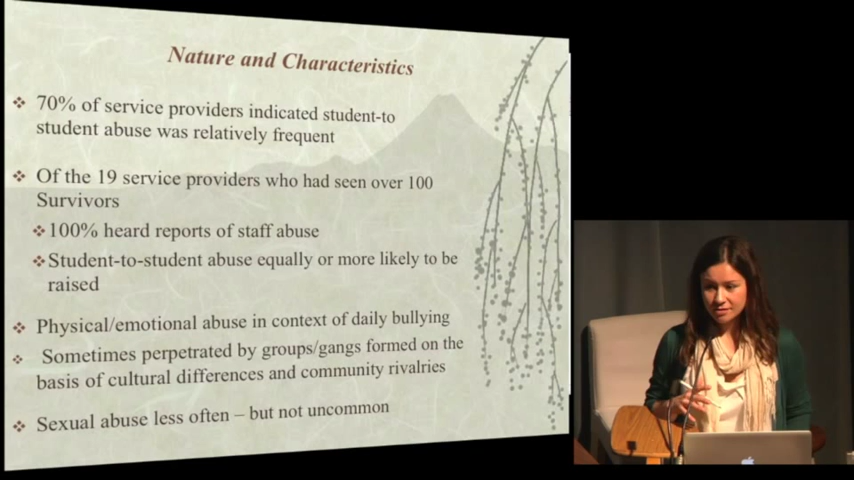 Nature and Characteristics
70% of service providers indicated student-to
student abuse was relatively frequent
Of the 19 service providers who had seen over 100
Survivors
100% heard reports of staff abuse
Student-to-student abuse equally or more likely to be
raised
Physical/emotional abuse in context of daily bullying
Sometimes perpetrated by groups/gangs formed on the
basis of cultural differences and community rivalries
Sexual abuse less often – but not uncommon